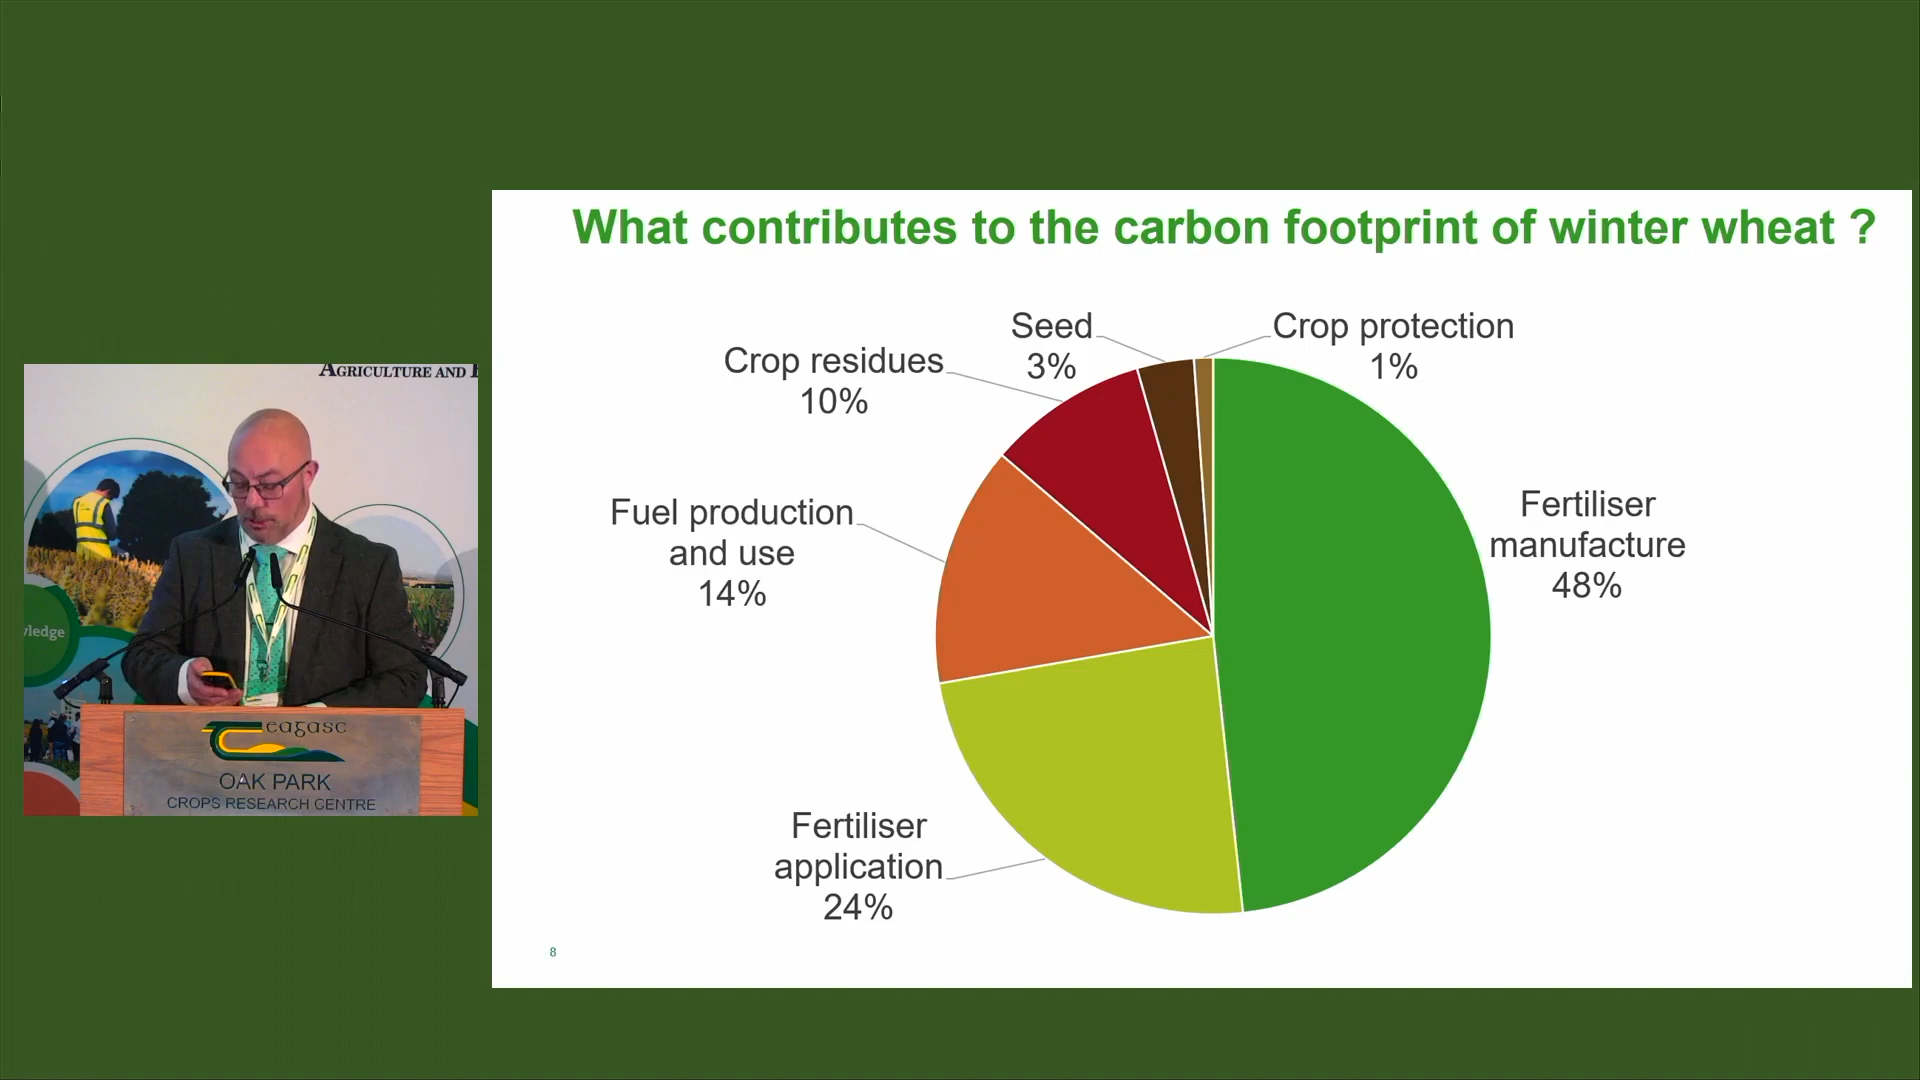 What contributes to the carbon footprint of winter wheat ?
Seed
3%
Crop protection
1%
Crop residues
10%
Fuel production
and use
14%
Fertiliser
manufacture
48%
Fertiliser
application
24%
8
AGRICULTURE AND
ledge
eagasc
OAK PARK
CROPS RESEARCH CENTRE